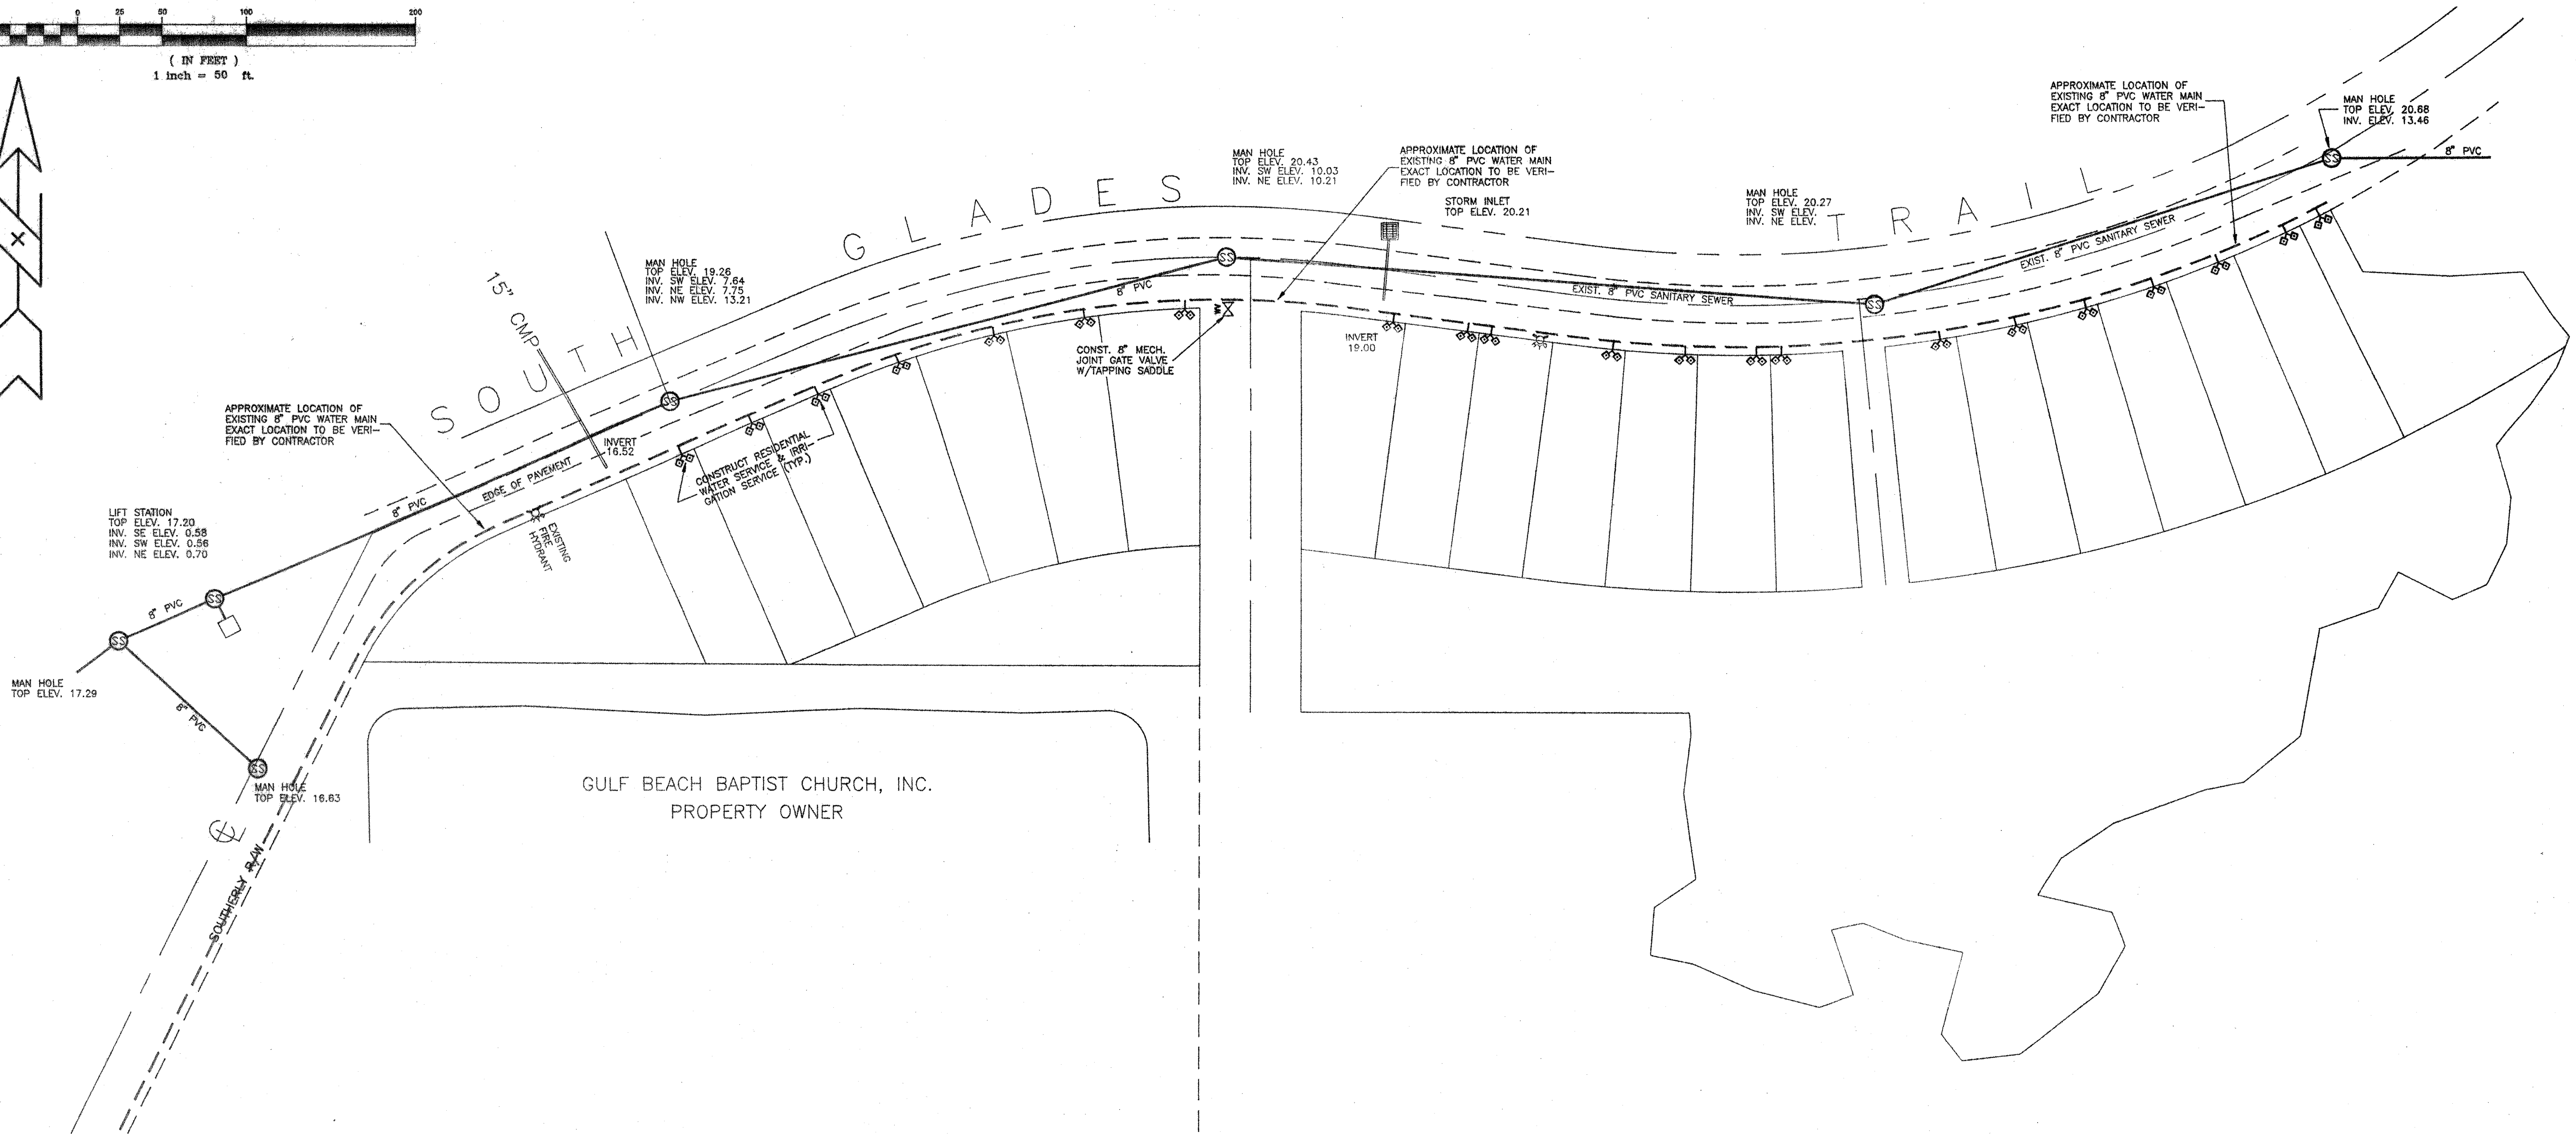 0 25 50 100 200
( IN FEET )
1 inch = 50 ft.
SOUTH GLADES TRAIL
15" CMP
MAN HOLE
TOP ELEV. 19.26
INV. SW ELEV. 7.64
INV. NE ELEV. 7.75
INV. NW ELEV. 13.21
MAN HOLE
TOP ELEV. 20.43
INV. SW ELEV. 10.03
INV. NE ELEV. 10.21
APPROXIMATE LOCATION OF
EXISTING 8" PVC WATER MAIN
EXACT LOCATION TO BE VERI-
FIED BY CONTRACTOR
STORM INLET
TOP ELEV. 20.21
MAN HOLE
TOP ELEV. 20.27
INV. SW ELEV.
INV. NE ELEV.
APPROXIMATE LOCATION OF
EXISTING 8" PVC WATER MAIN
EXACT LOCATION TO BE VERI-
FIED BY CONTRACTOR
MAN HOLE
TOP ELEV. 20.68
INV. ELEV. 13.46
8" PVC
SS
SS
SS
SS
EXIST. 8" PVC SANITARY SEWER
EXIST. 8" PVC SANITARY SEWER
8" PVC
WV
CONST. 8" MECH.
JOINT GATE VALVE
W/TAPPING SADDLE
INVERT
19.00
APPROXIMATE LOCATION OF
EXISTING 8" PVC WATER MAIN
EXACT LOCATION TO BE VERI-
FIED BY CONTRACTOR
INVERT
16.52
CONSTRUCT RESIDENTIAL
WATER SERVICE & IRRI-
GATION SERVICE (TYP.)
EDGE OF PAVEMENT
8" PVC
EXISTING
FIRE
HYDRANT
LIFT STATION
TOP ELEV. 17.20
INV. SE ELEV. 0.58
INV. SW ELEV. 0.56
INV. NE ELEV. 0.70
SS
8" PVC
SS
MAN HOLE
TOP ELEV. 17.29
8" PVC
SS
MAN HOLE
TOP ELEV. 16.63
CL
SOUTHERLY R/W
GULF BEACH BAPTIST CHURCH, INC.
PROPERTY OWNER